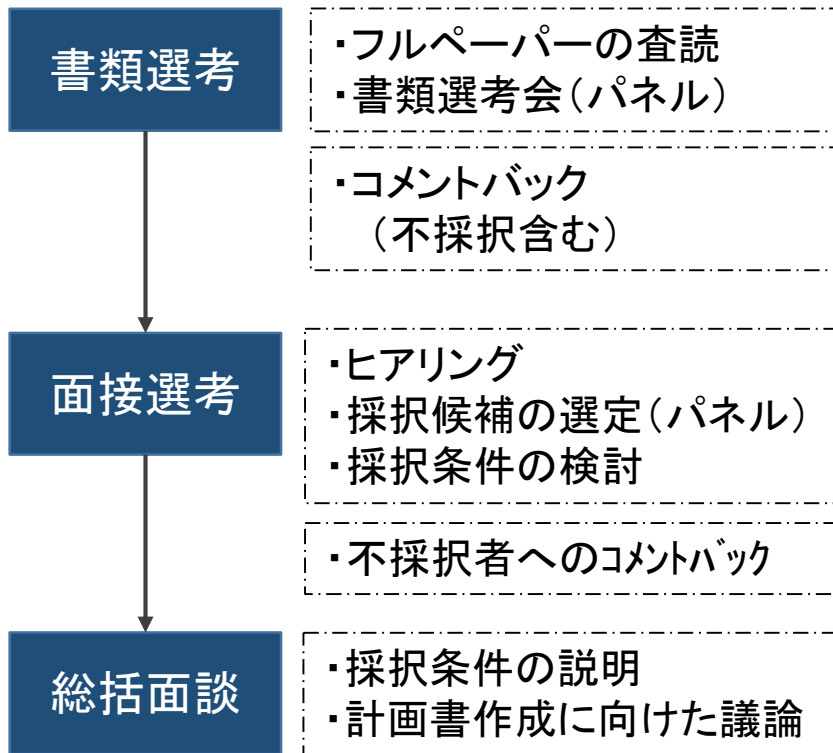 書類選考
・フルペーパーの査読
・書類選考会(パネル)
・コメントバック
(不採択含む)
面接選考
・ヒアリング
・採択候補の選定(パネル)
・採択条件の検討
・不採択者へのコメントバック
総括面談
・採択条件の説明
・計画書作成に向けた議論